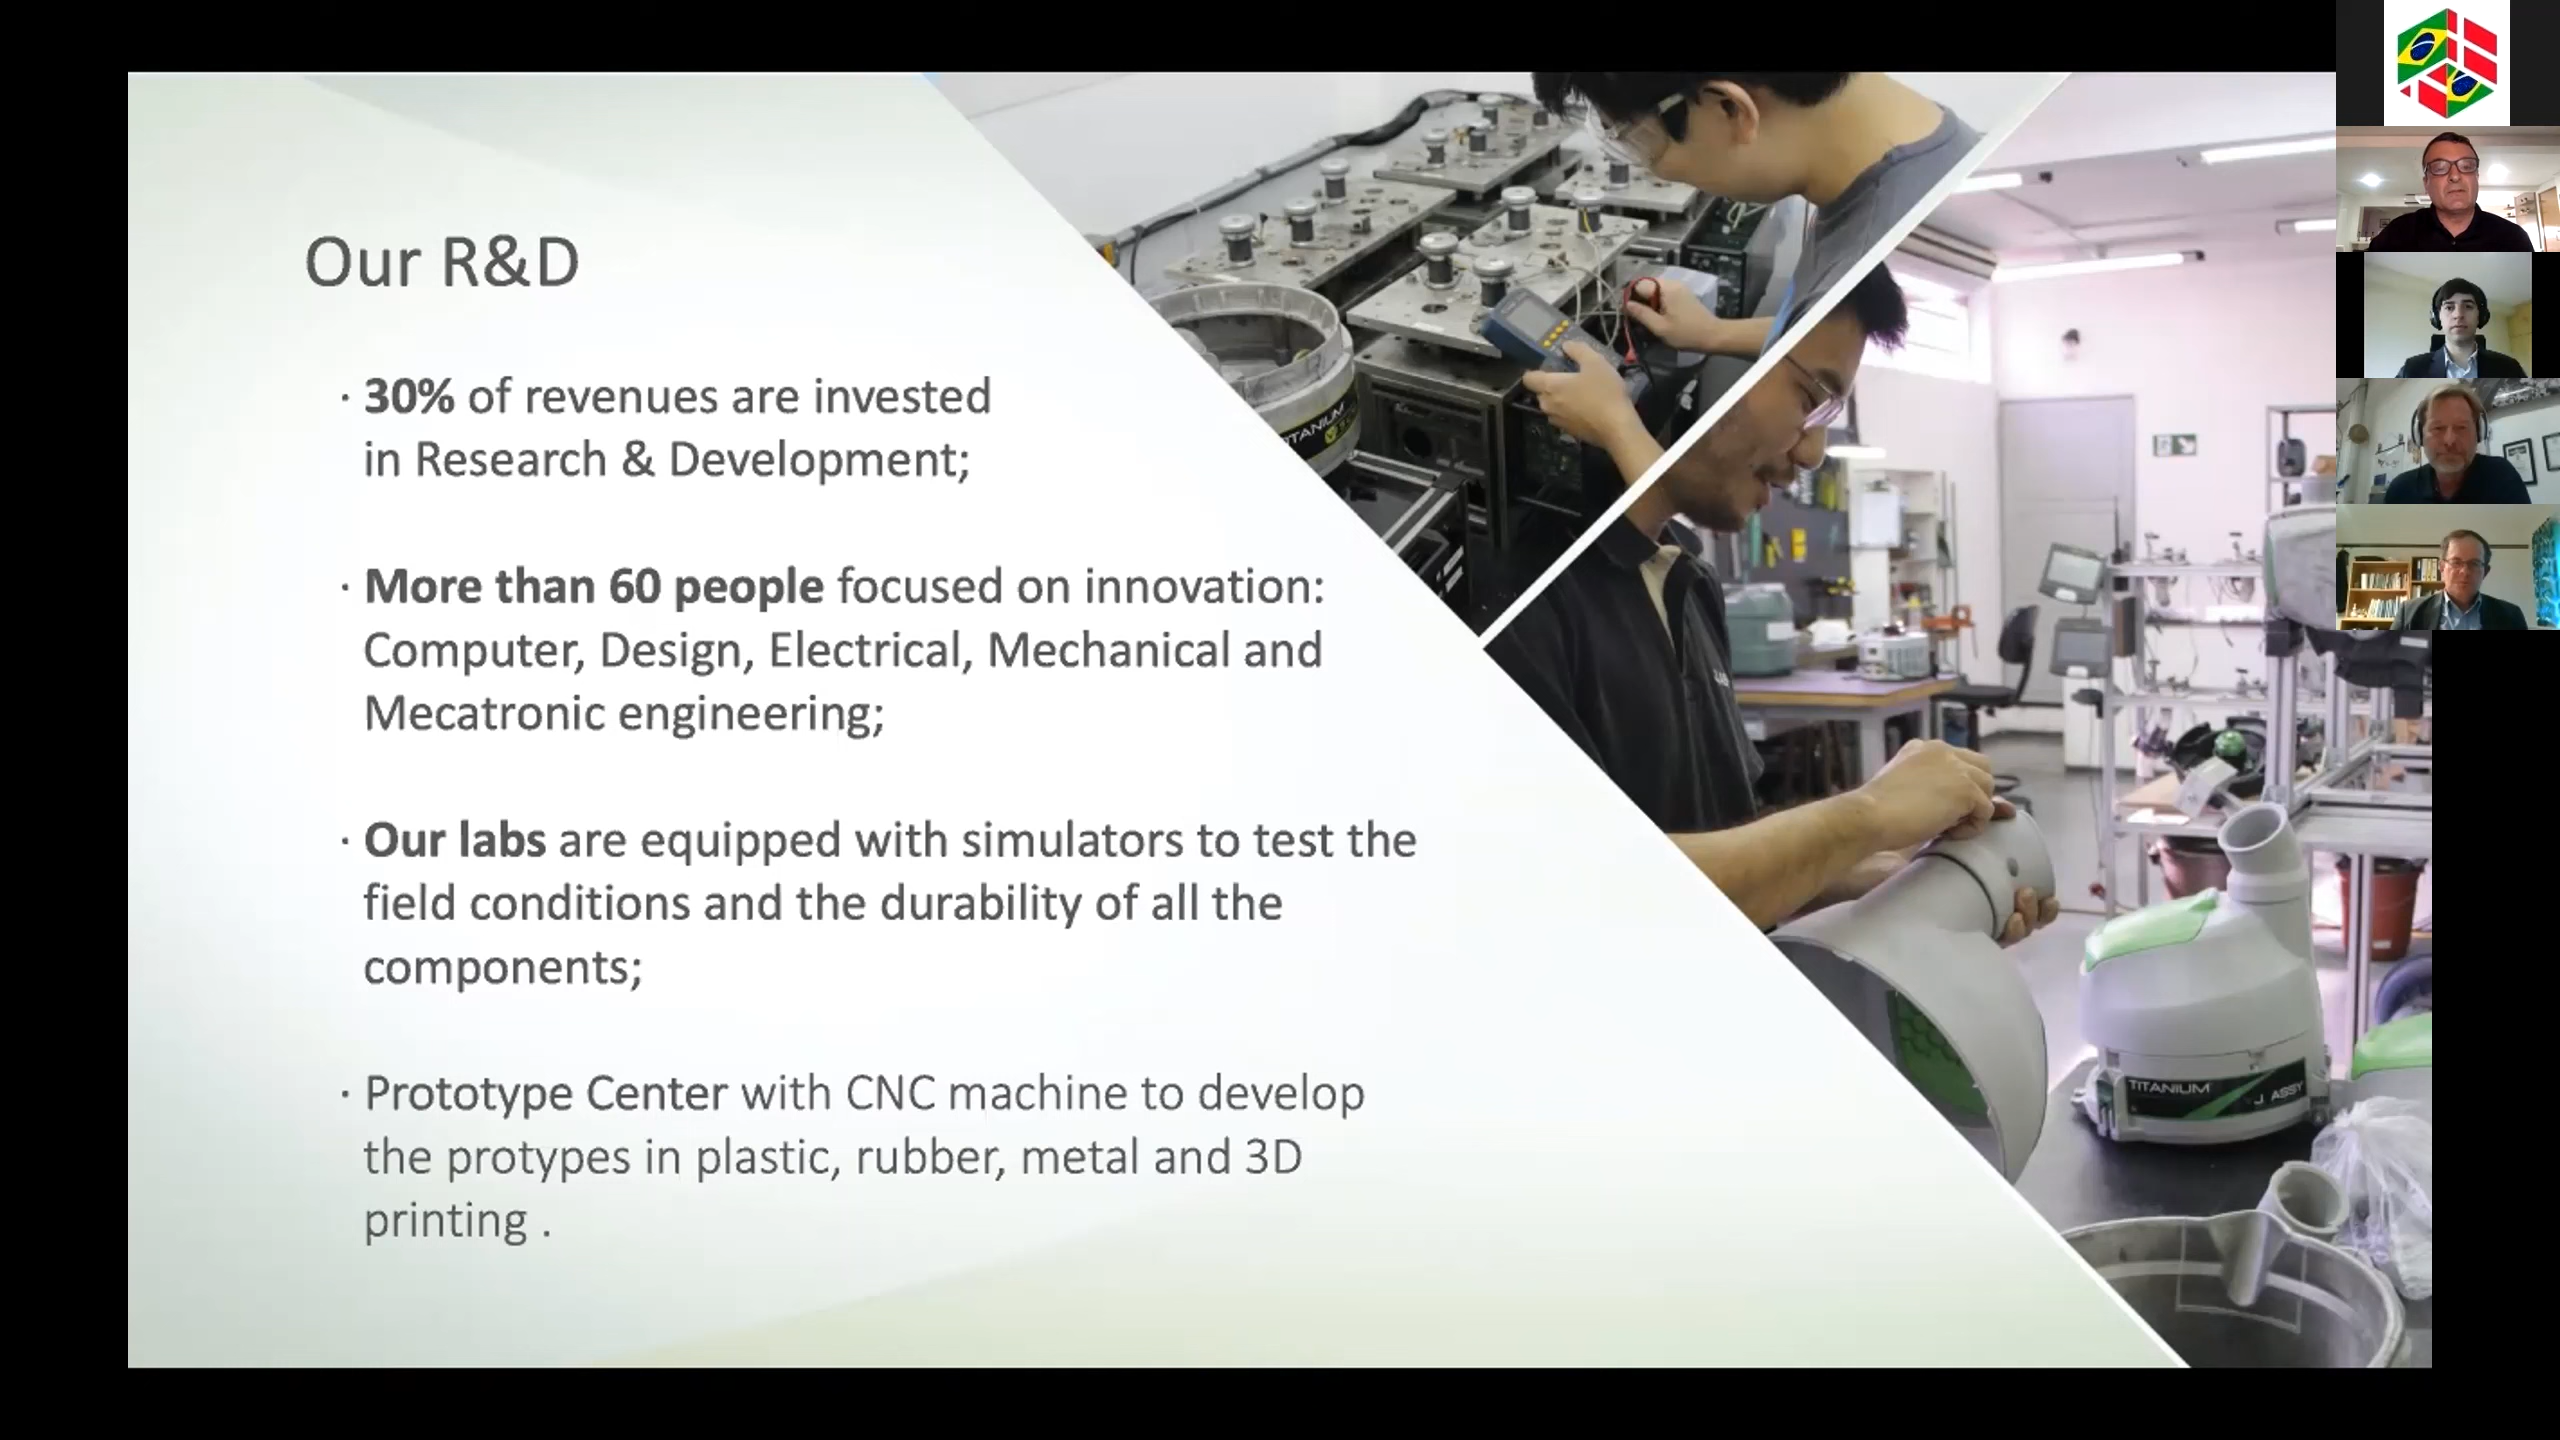 Our R&D
· 30% of revenues are invested
in Research & Development;
· More than 60 people focused on innovation:
Computer, Design, Electrical, Mechanical and
Mecatronic engineering;
· Our labs are equipped with simulators to test the
field conditions and the durability of all the
components;
· Prototype Center with CNC machine to develop
the protypes in plastic, rubber, metal and 3D
printing .
TITANIUM
TITANIUM
J. ASSY